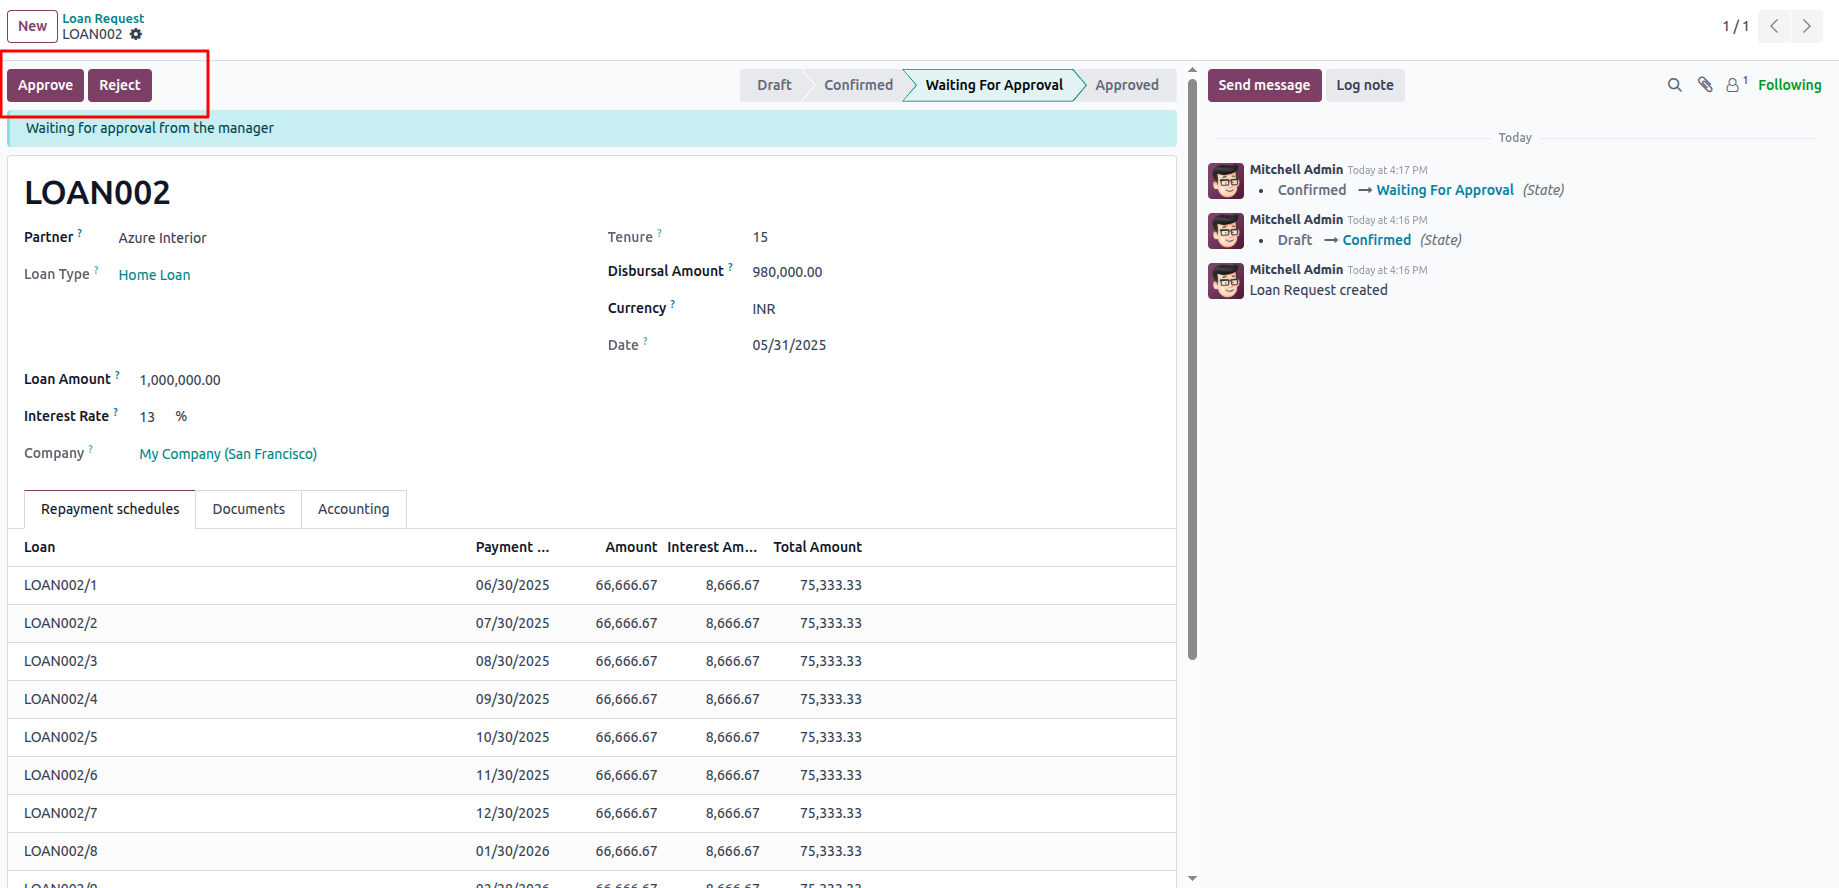 New
Loan Request
LOAN002
1 / 1
Approve
Reject
Draft
Confirmed
Waiting For Approval
Approved
Send message
Log note
1
Following
Waiting for approval from the manager
Today
LOAN002
Partner ?
Azure Interior
Loan Type ?
Home Loan
Tenure ?
15
Disbursal Amount ?
980,000.00
Currency ?
INR
Date ?
05/31/2025
Loan Amount ?
1,000,000.00
Interest Rate ?
13 %
Company ?
My Company (San Francisco)
Mitchell Admin Today at 4:17 PM
• Confirmed → Waiting For Approval (State)
Mitchell Admin Today at 4:16 PM
• Draft → Confirmed (State)
Mitchell Admin Today at 4:16 PM
Loan Request created
Repayment schedules
Documents
Accounting
Loan Payment ... Amount Interest Am... Total Amount
LOAN002/1 06/30/2025 66,666.67 8,666.67 75,333.33
LOAN002/2 07/30/2025 66,666.67 8,666.67 75,333.33
LOAN002/3 08/30/2025 66,666.67 8,666.67 75,333.33
LOAN002/4 09/30/2025 66,666.67 8,666.67 75,333.33
LOAN002/5 10/30/2025 66,666.67 8,666.67 75,333.33
LOAN002/6 11/30/2025 66,666.67 8,666.67 75,333.33
LOAN002/7 12/30/2025 66,666.67 8,666.67 75,333.33
LOAN002/8 01/30/2026 66,666.67 8,666.67 75,333.33